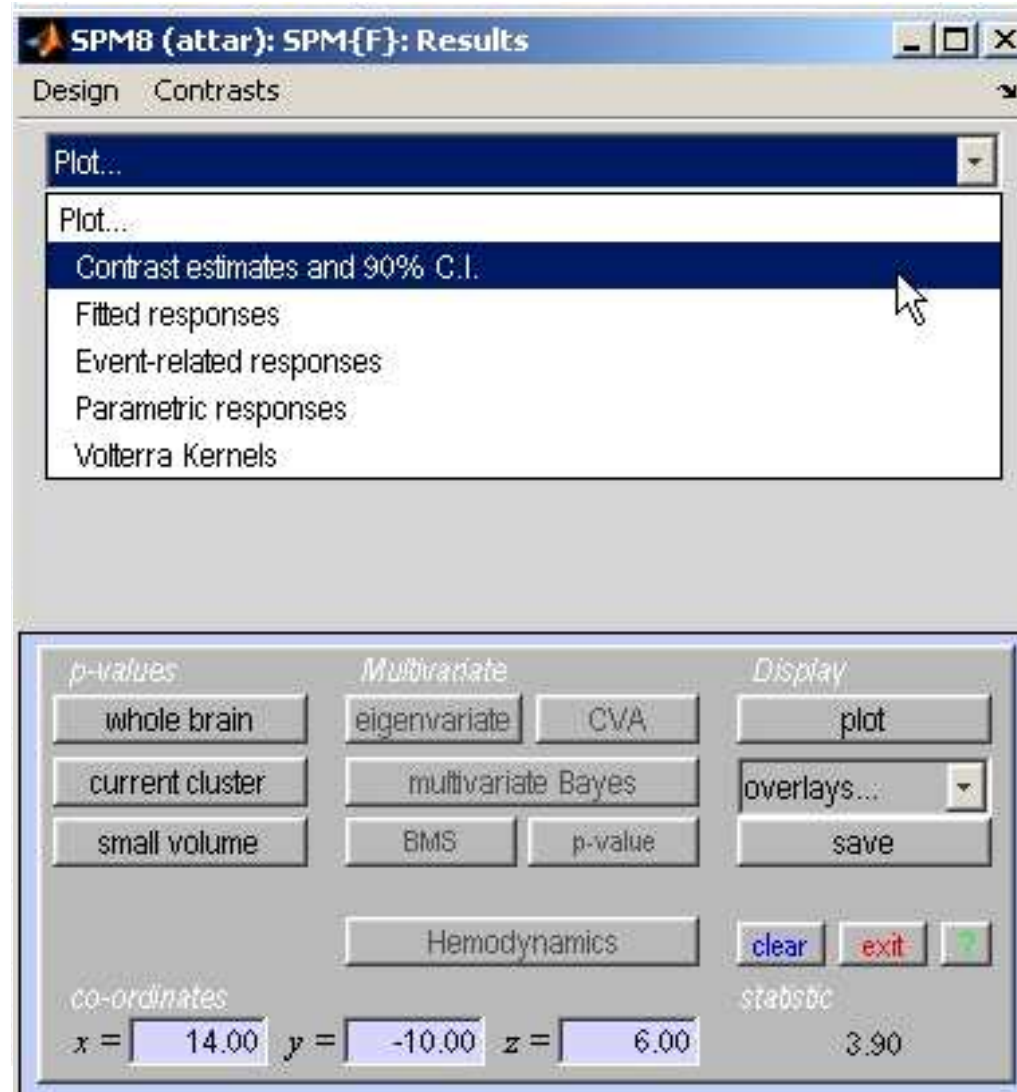 SPM8 (attar): SPM{F}: Results
Design Contrasts
Plot...
Plot...
Contrast estimates and 90% C.I.
Fitted responses
Event-related responses
Parametric responses
Volterra Kernels
p-values Multivariate Display
whole brain eigenvariate CVA plot
current cluster multivariate Bayes overlays...
small volume BMS p-value save
Hemodynamics clear exit ?
co-ordinates statistic
x = 14.00 y = -10.00 z = 6.00 3.90